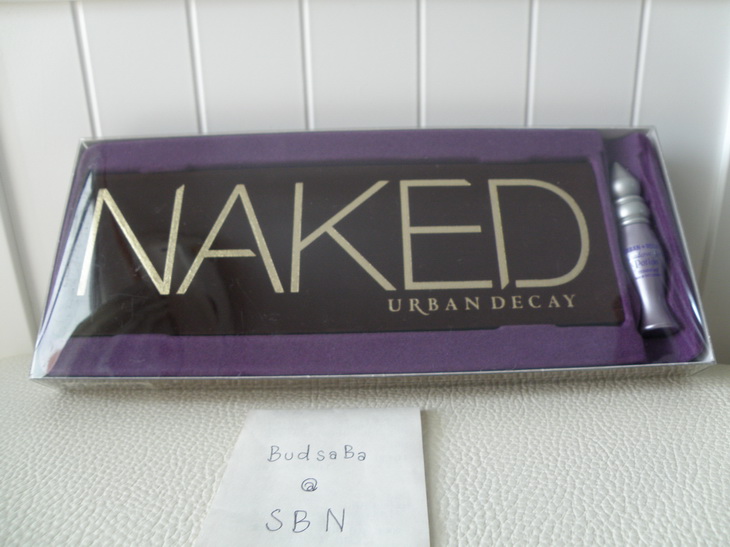 NAKED
URBAN DECAY
BudsaBa
@
SBN